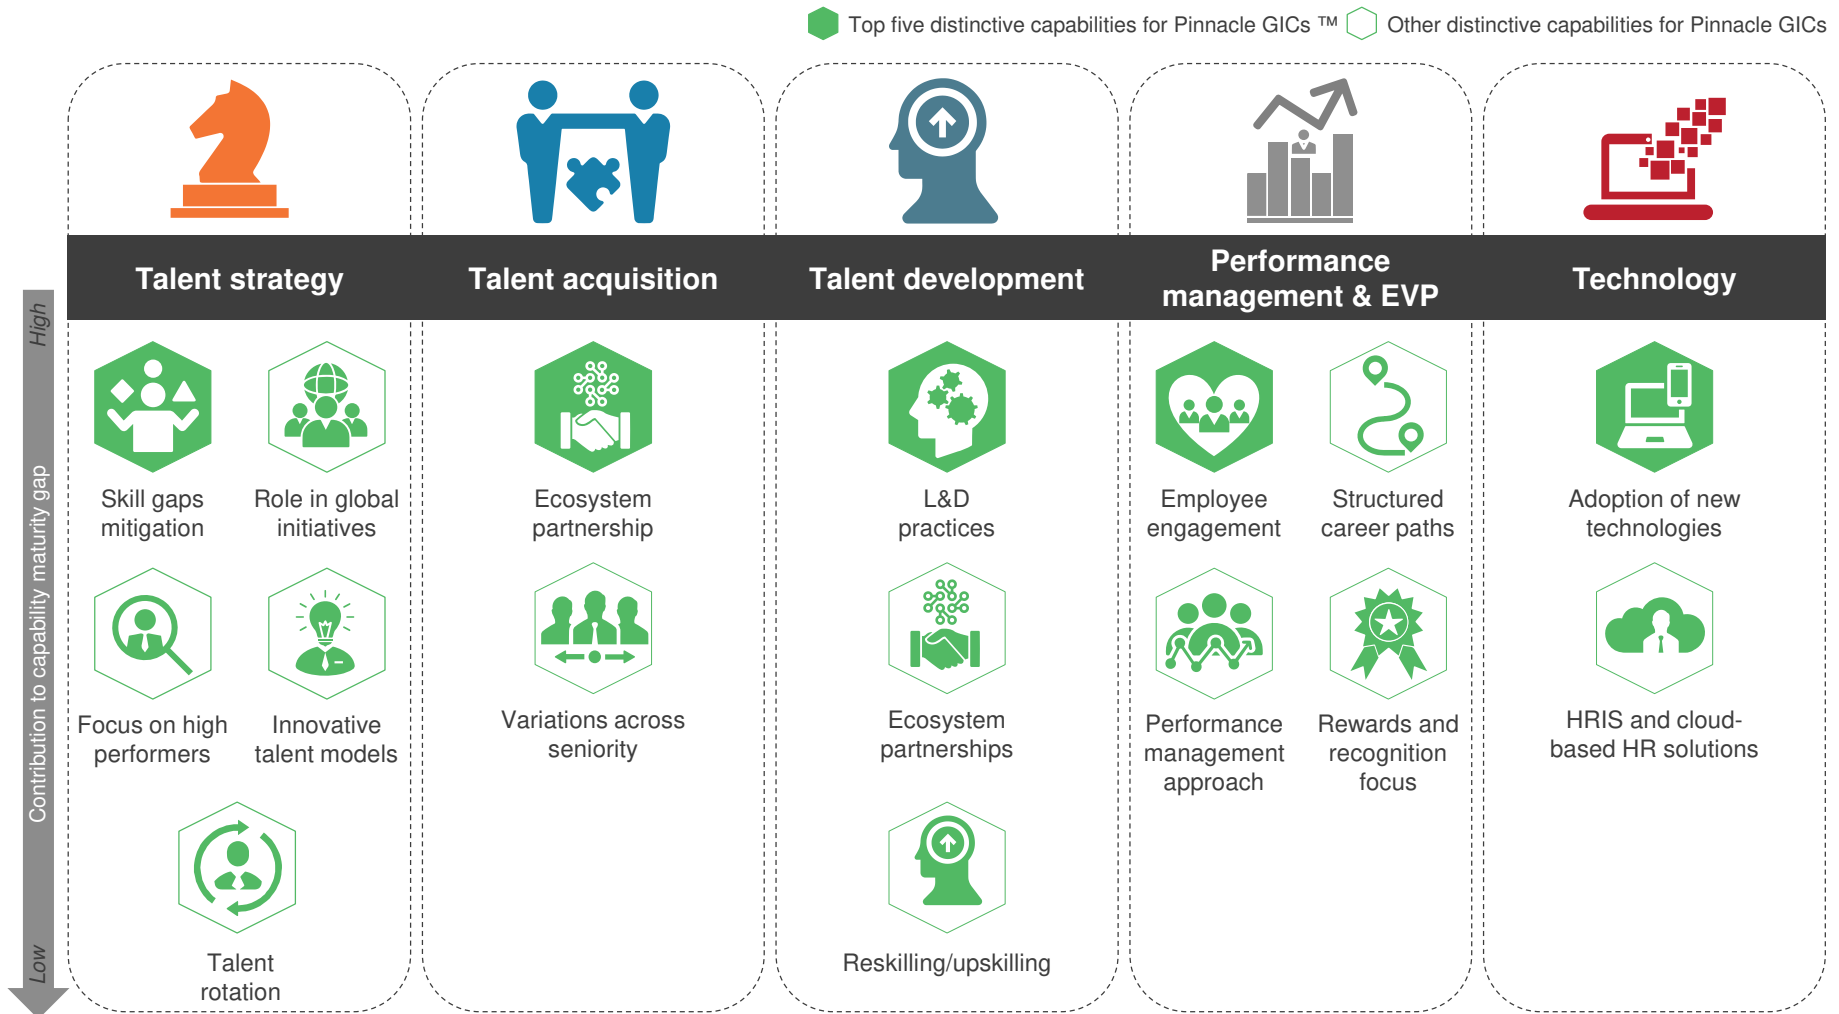 Top five distinctive capabilities for Pinnacle GICs ™
Other distinctive capabilities for Pinnacle GICs
Talent strategy
Talent acquisition
Talent development
Performance
management & EVP
Technology
High
Contribution to capability maturity gap
Low
Skill gaps
mitigation
Role in global
initiatives
Focus on high
performers
Innovative
talent models
Talent
rotation
Ecosystem
partnership
Variations across
seniority
L&D
practices
Ecosystem
partnerships
Reskilling/upskilling
Employee
engagement
Structured
career paths
Performance
management
approach
Rewards and
recognition
focus
Adoption of new
technologies
HRIS and cloud-
based HR solutions